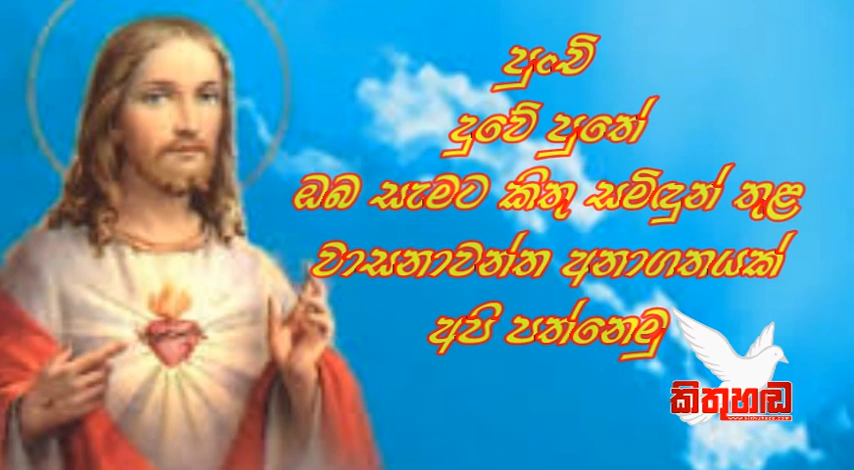 පුංචි
දුවේ පුතේ
ඔබ සැමට කිතු සමිඳුන් තුළ
වාසනාවන්ත අනාගතයක්
අපි පත්නෙමු
කිතුහඬ